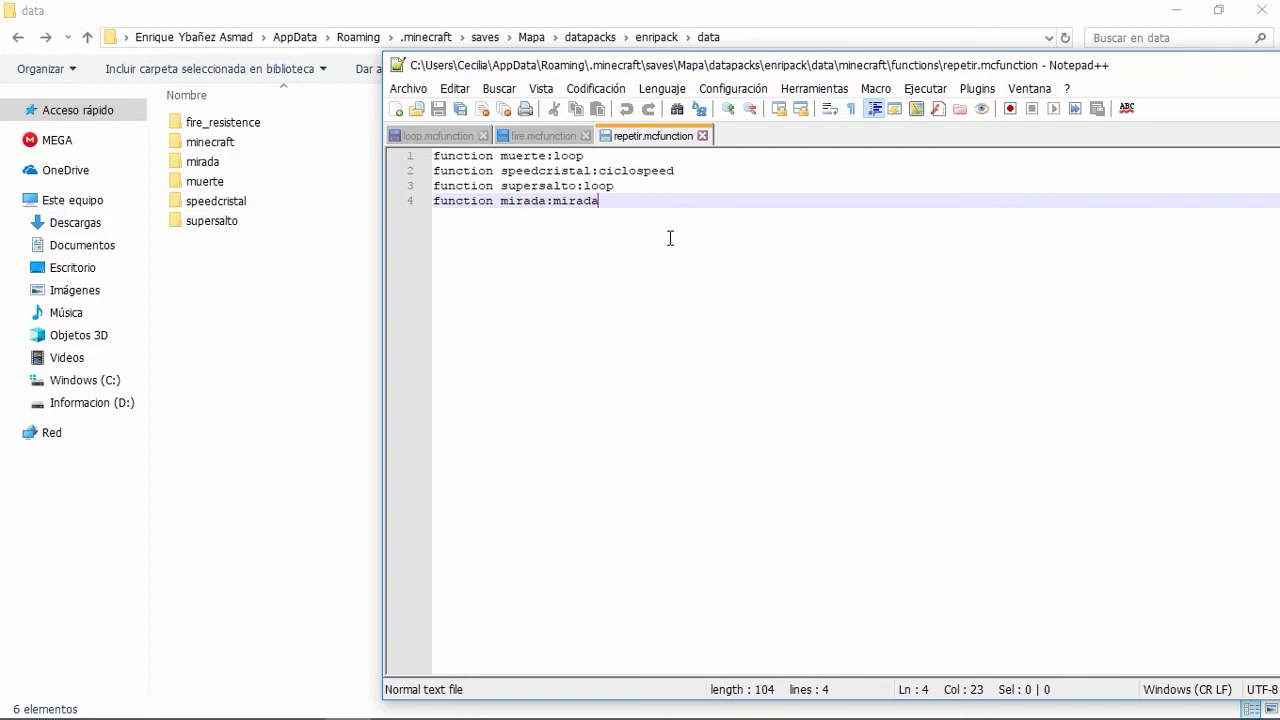 data
Enrique Ybañez Asmad
AppData
Roaming
.minecraft
saves
Mapa
datapacks
enripack
data
Buscar en data
Organizar
Incluir carpeta seleccionada en biblioteca
Dar a
Acceso rápido
MEGA
OneDrive
Este equipo
Descargas
Documentos
Escritorio
Imágenes
Música
Objetos 3D
Videos
Windows (C:)
Informacion (D:)
Red
Nombre
fire_resistence
minecraft
mirada
muerte
speedcristal
supersalto
6 elementos
C:\Users\Cecilia\AppData\Roaming\.minecraft\saves\Mapa\datapacks\enripack\data\minecraft\functions\repetir.mcfunction - Notepad++
Archivo Editar Buscar Vista Codificación Lenguaje Configuración Herramientas Macro Ejecutar Plugins Ventana ?
ABC
loop.mcfunction fire.mcfunction repetir.mcfunction
1 function muerte:loop
2 function speedcristal:ciclospeed
3 function supersalto:loop
4 function mirada:mirada
Normal text file length : 104 lines : 4 Ln : 4 Col : 23 Sel : 0 | 0 Windows (CR LF) UTF-8